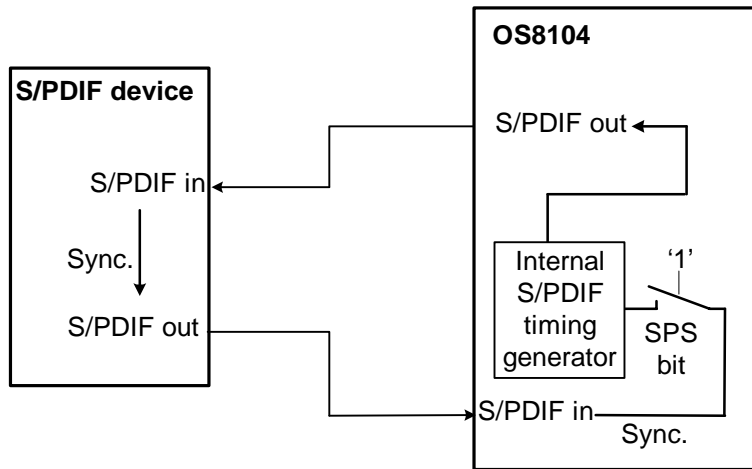 OS8104
S/PDIF device
S/PDIF out
S/PDIF in
Sync.
S/PDIF out
Internal
S/PDIF
timing
generator
‘1’
SPS
bit
S/PDIF in
Sync.